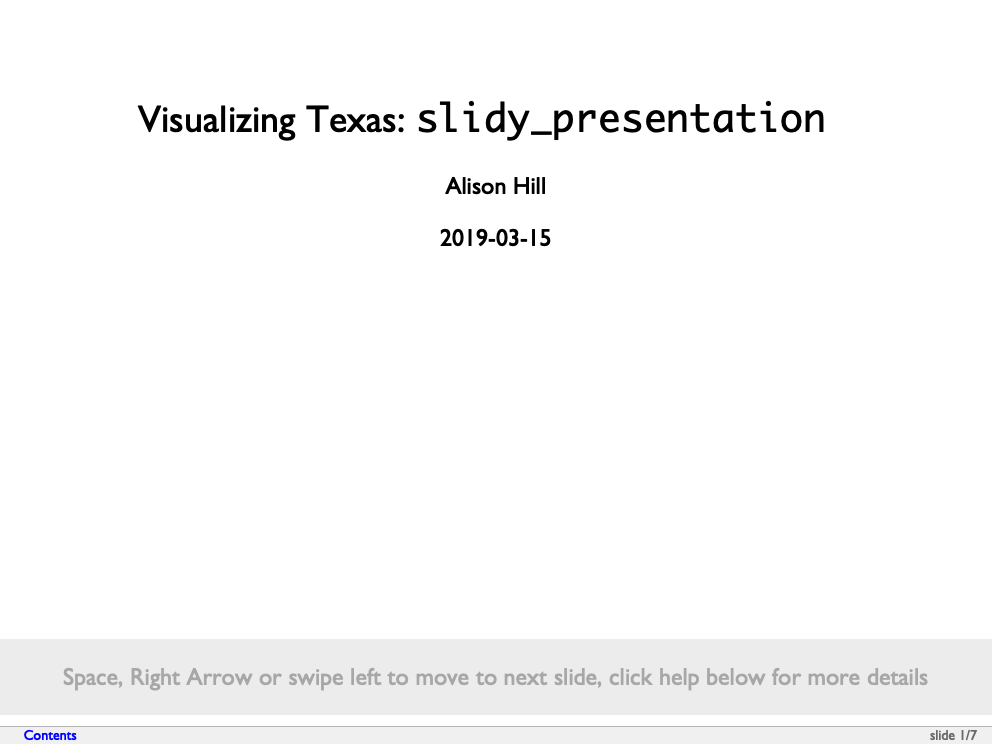 Visualizing Texas: slidy_presentation
Alison Hill
2019-03-15
Space, Right Arrow or swipe left to move to next slide, click help below for more details
Contents
slide 1/7